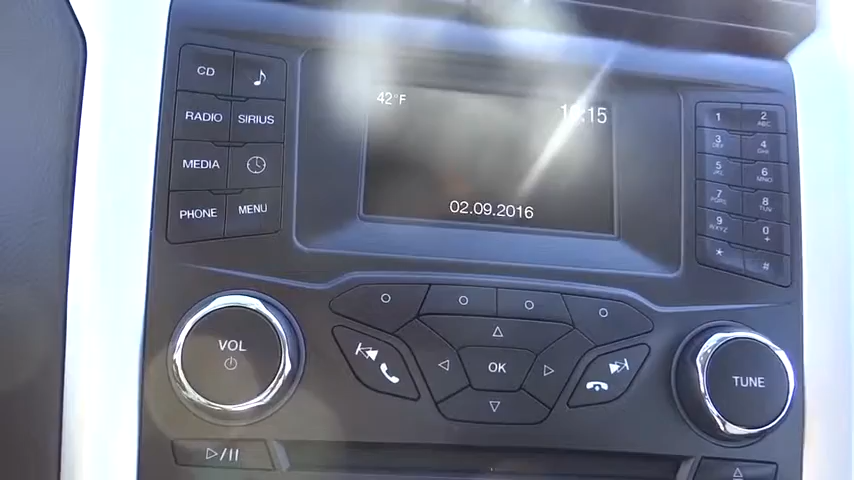 CD
RADIO SIRIUS
MEDIA
PHONE MENU
42°F
:15
02.09.2016
1 2 ABC
3 DEF 4 GHI
5 JKL 6 MNO
7 PQRS 8 TUV
9 WXYZ 0 +
* #
VOL
OK
TUNE